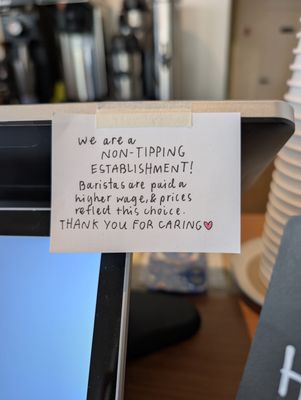 We are a
NON-TIPPING
ESTABLISHMENT!
Baristas are paid a
higher wage, & prices
reflect this choice.
THANK YOU FOR CARING